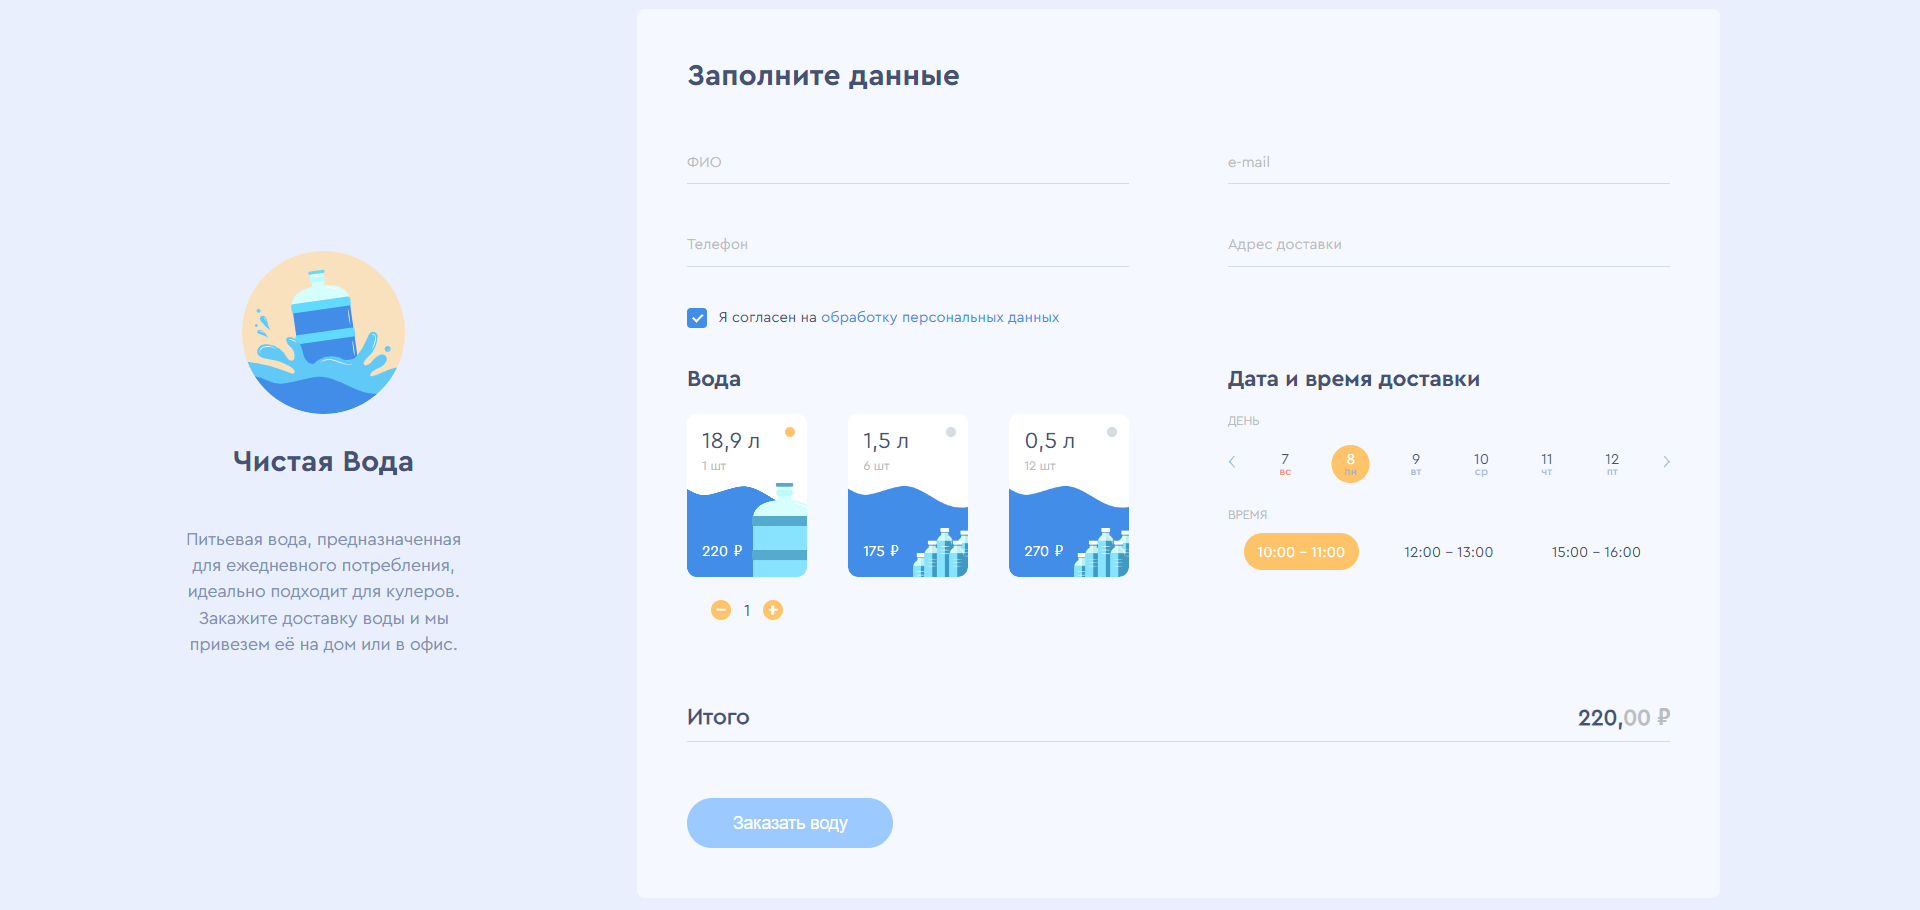 Чистая Вода
Питьевая вода, предназначенная
для ежедневного потребления,
идеально подходит для кулеров.
Закажите доставку воды и мы
привезем её на дом или в офис.
Заполните данные
ФИО
e-mail
Телефон
Адрес доставки
Я согласен на обработку персональных данных
Вода
18,9 л
1 шт
220 ₽
1,5 л
6 шт
175 ₽
0,5 л
12 шт
270 ₽
1
Дата и время доставки
ДЕНЬ
7 8 9 10 11 12
вс пн вт ср чт пт
ВРЕМЯ
10:00 – 11:00 12:00 – 13:00 15:00 – 16:00
Итого 220,00 ₽
Заказать воду